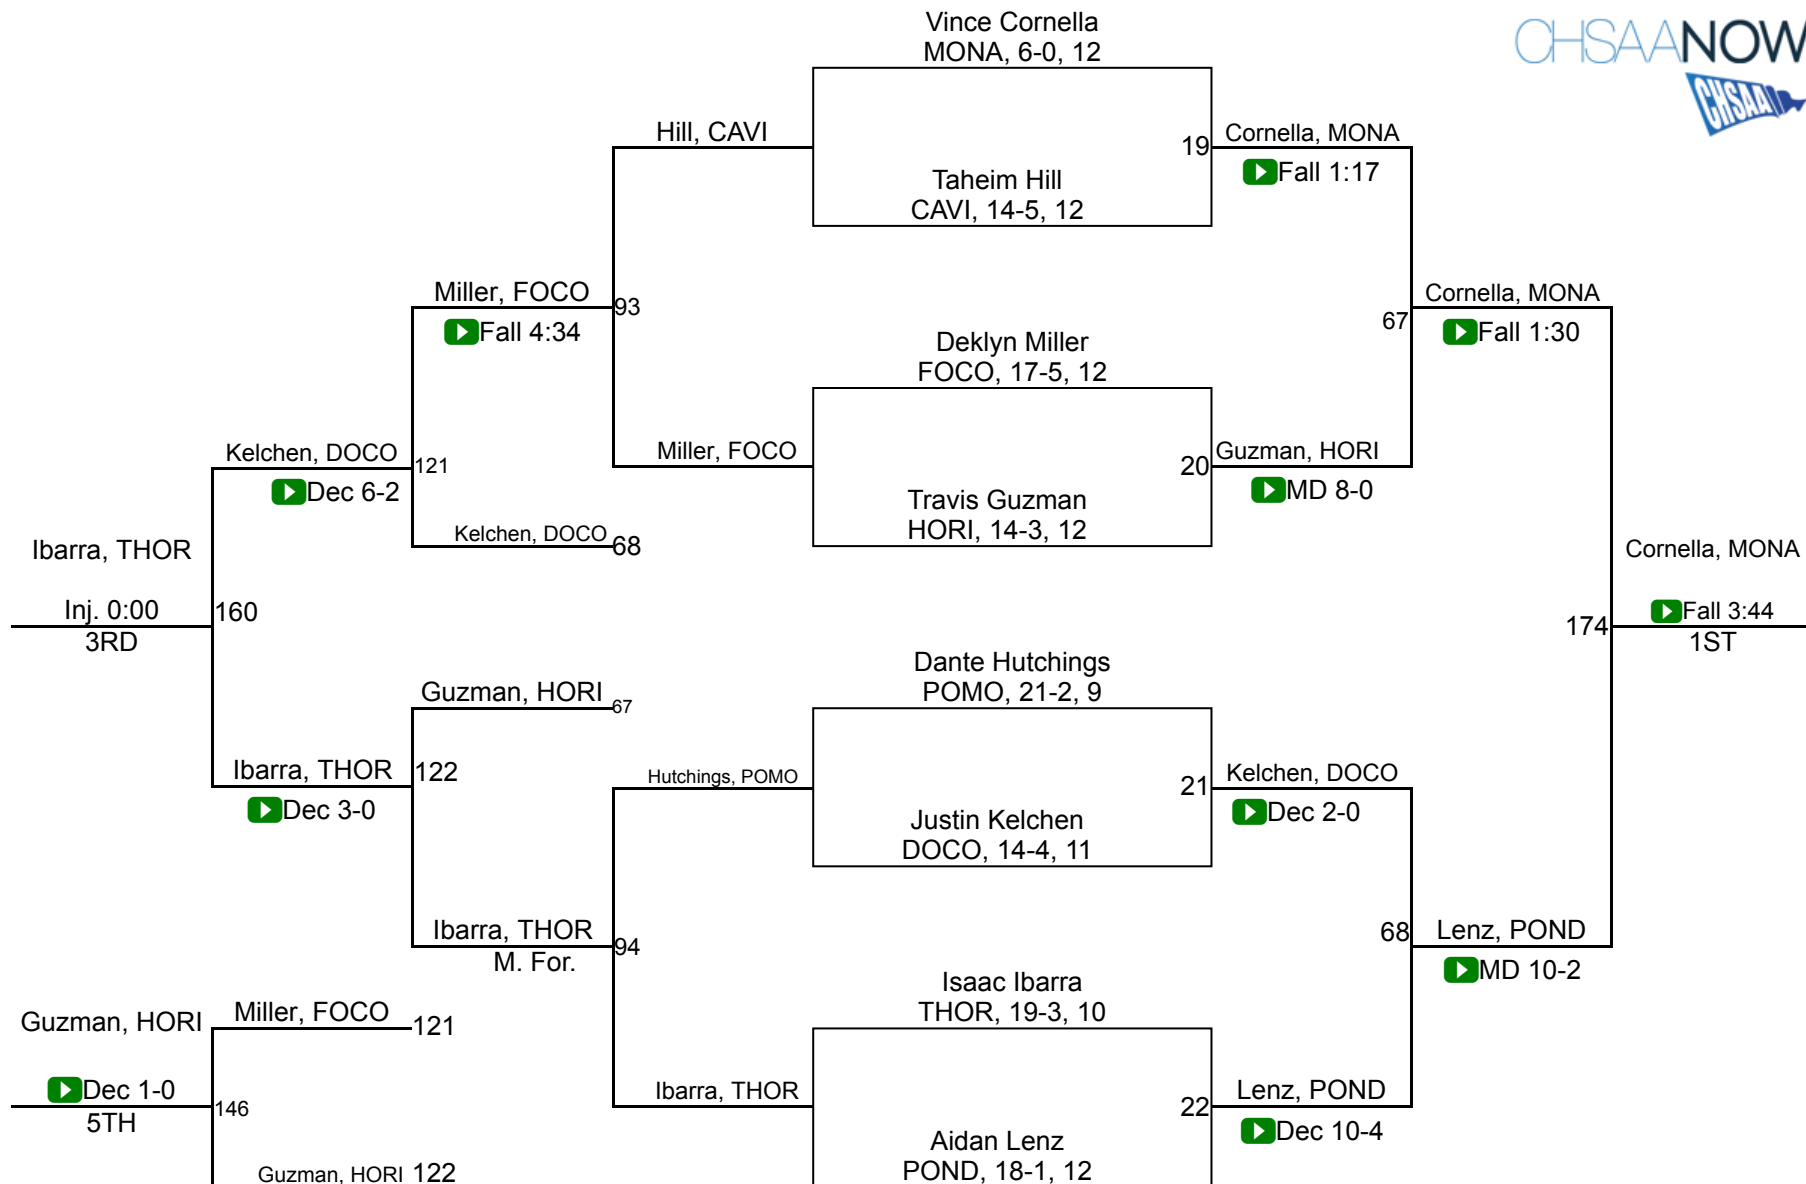 Vince Cornella
MONA, 6-0, 12
CHSAANOW
CHSAA
Hill, CAVI
19
Cornella, MONA
Fall 1:17
Taheim Hill
CAVI, 14-5, 12
Miller, FOCO
93
Fall 4:34
Cornella, MONA
67
Fall 1:30
Deklyn Miller
FOCO, 17-5, 12
Kelchen, DOCO
121
Dec 6-2
Miller, FOCO
20
Guzman, HORI
MD 8-0
Travis Guzman
HORI, 14-3, 12
Kelchen, DOCO
68
Ibarra, THOR
Inj. 0:00
3RD
160
Cornella, MONA
174
Fall 3:44
1ST
Dante Hutchings
POMO, 21-2, 9
Guzman, HORI
67
Ibarra, THOR
122
Dec 3-0
Hutchings, POMO
21
Kelchen, DOCO
Dec 2-0
Justin Kelchen
DOCO, 14-4, 11
Ibarra, THOR
M. For.
94
68
Lenz, POND
MD 10-2
Isaac Ibarra
THOR, 19-3, 10
Guzman, HORI
Miller, FOCO
121
Dec 1-0
5TH
146
Ibarra, THOR
22
Lenz, POND
Dec 10-4
Aidan Lenz
POND, 18-1, 12
Guzman, HORI
122